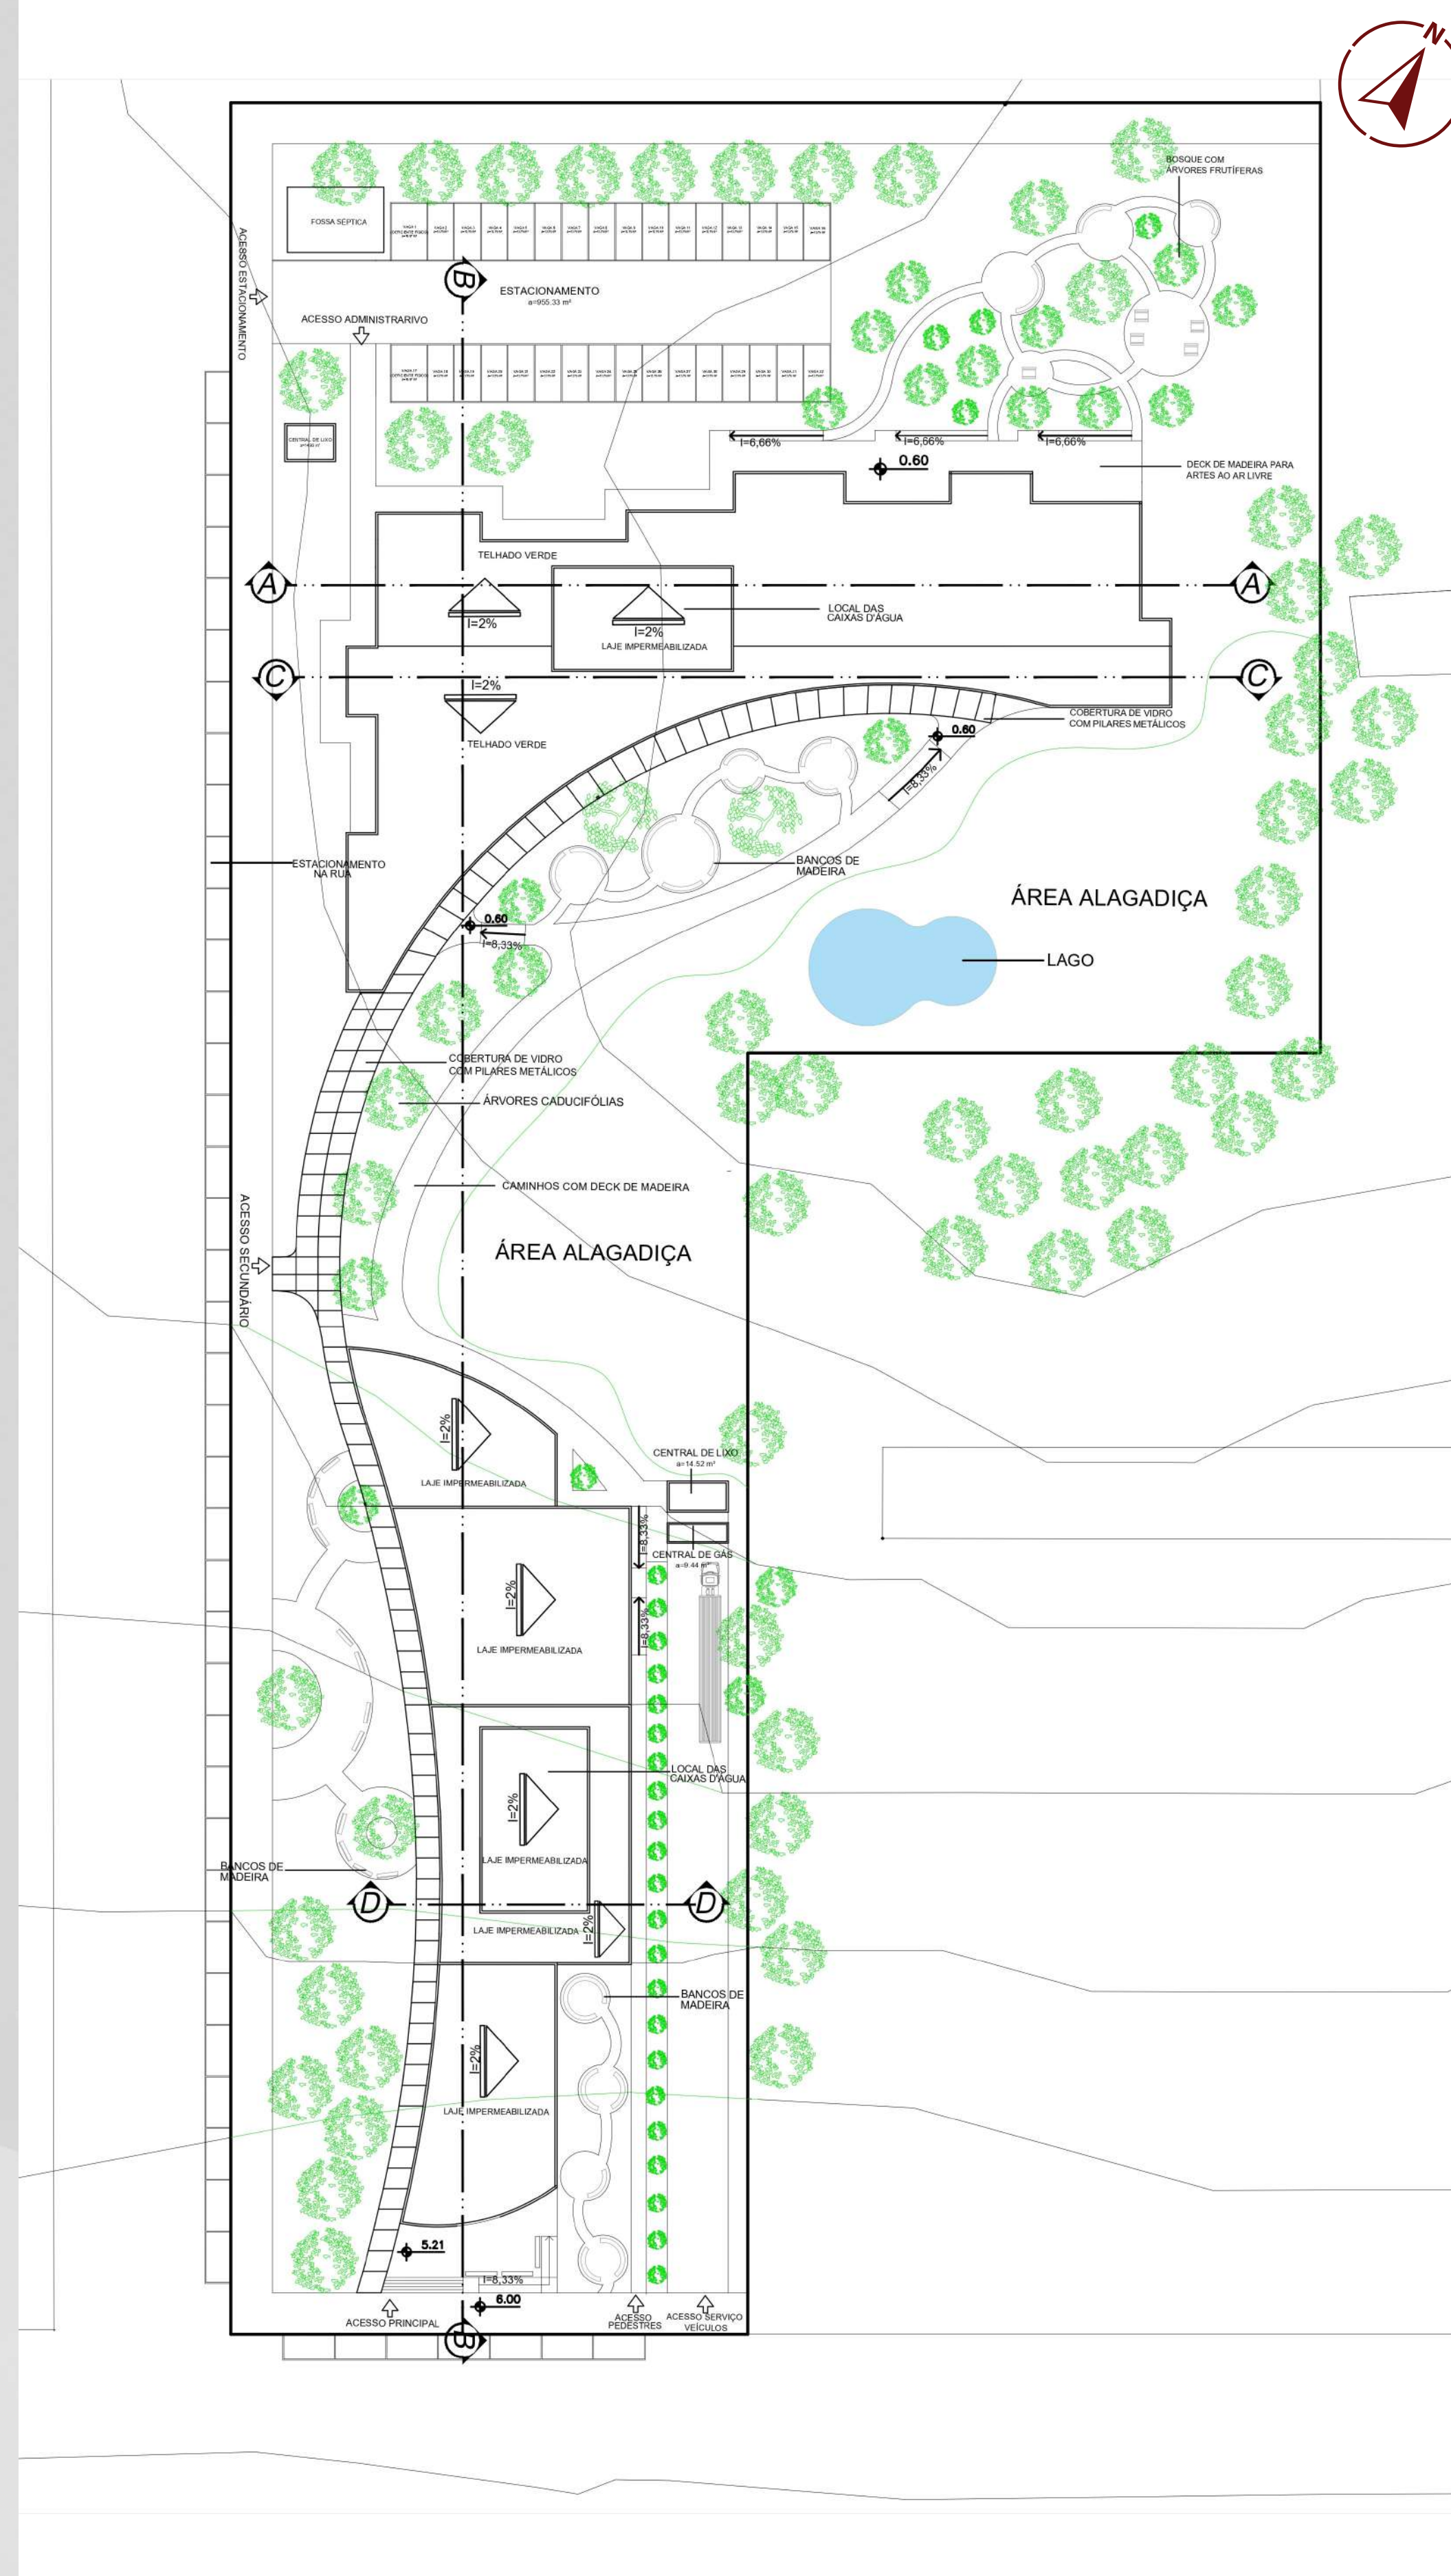 N
BOSQUE COM
ÁRVORES FRUTÍFERAS
FOSSA SÉPTICA
ACESSO ESTACIONAMENTO
B
ESTACIONAMENTO
a=955.33 m²
ACESSO ADMINISTRARIVO
CENTRAL DE LIXO
I=6,66%
I=6,66%
I=6,66%
0.60
DECK DE MADEIRA PARA
ARTES AO AR LIVRE
TELHADO VERDE
A
A
I=2%
I=2%
LOCAL DAS
CAIXAS D'ÁGUA
LAJE IMPERMEABILIZADA
C
C
I=2%
TELHADO VERDE
COBERTURA DE VIDRO
COM PILARES METÁLICOS
0.60
I=8,33%
ESTACIONAMENTO
NA RUA
BANCOS DE
MADEIRA
ÁREA ALAGADIÇA
0.60
I=8,33%
LAGO
COBERTURA DE VIDRO
COM PILARES METÁLICOS
ÁRVORES CADUCIFÓLIAS
CAMINHOS COM DECK DE MADEIRA
ACESSO SECUNDÁRIO
ÁREA ALAGADIÇA
I=2%
LAJE IMPERMEABILIZADA
CENTRAL DE LIXO
a=14.52 m²
I=8,33%
CENTRAL DE GÁS
a=9.44 m²
I=2%
I=8,33%
LAJE IMPERMEABILIZADA
LOCAL DAS
CAIXAS D'ÁGUA
I=2%
LAJE IMPERMEABILIZADA
BANCOS DE
MADEIRA
D
D
LAJE IMPERMEABILIZADA
I=2%
BANCOS DE
MADEIRA
I=2%
LAJE IMPERMEABILIZADA
5.21
I=8,33%
6.00
ACESSO PRINCIPAL
ACESSO
PEDESTRES
ACESSO SERVIÇO
VEÍCULOS
B